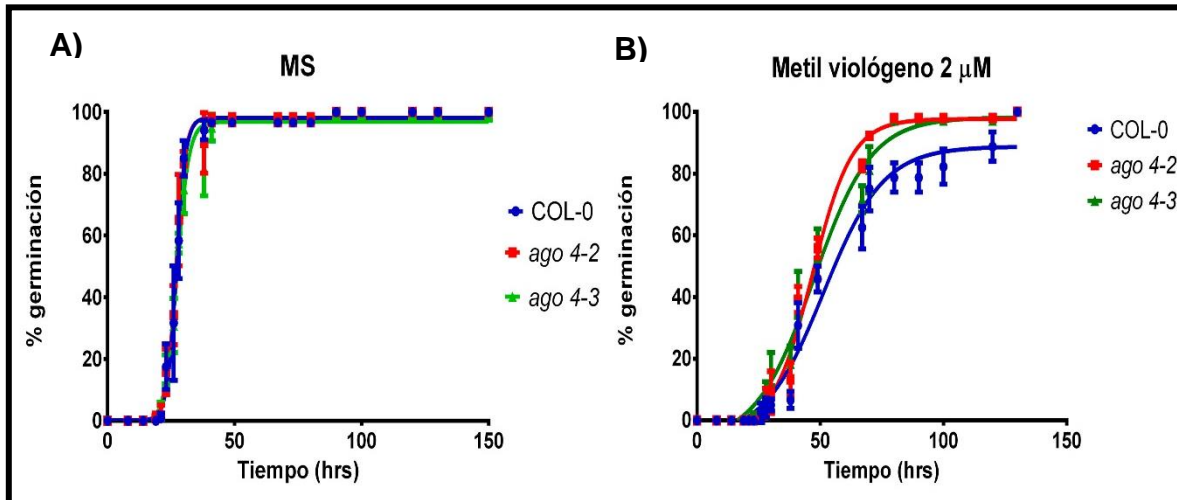 A)
MS
% germinación
100
80
60
40
20
0
0 50 100 150
Tiempo (hrs)
COL-0
ago 4-2
ago 4-3
B)
Metil viológeno 2 µM
% germinación
100
80
60
40
20
0
0 50 100 150
Tiempo (hrs)
COL-0
ago 4-2
ago 4-3